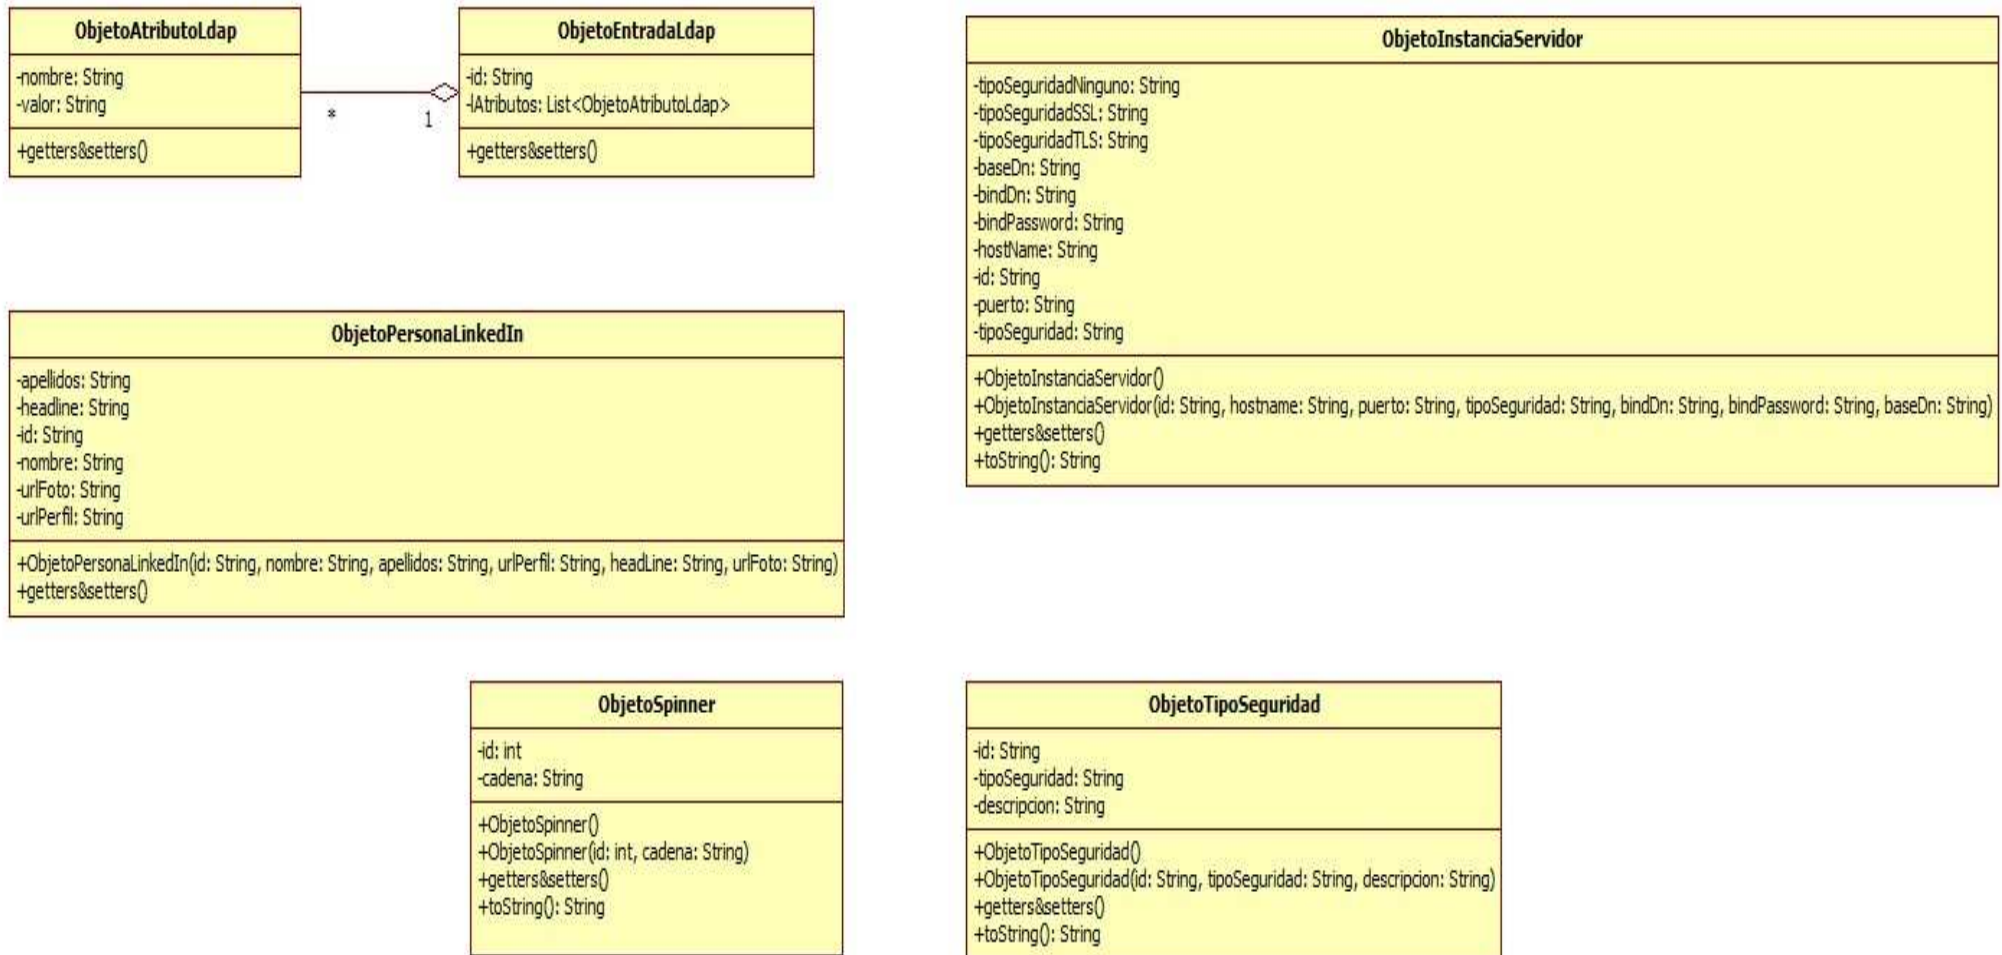 ObjetoAtributoLdap
-nombre: String
-valor: String
+getters&setters()
*
1
ObjetoEntradaLdap
-id: String
-lAtributos: List<ObjetoAtributoLdap>
+getters&setters()
ObjetoInstanciaServidor
-tipoSeguridadNinguno: String
-tipoSeguridadSSL: String
-tipoSeguridadTLS: String
-baseDn: String
-bindDn: String
-bindPassword: String
-hostName: String
-id: String
-puerto: String
-tipoSeguridad: String
+ObjetoInstanciaServidor()
+ObjetoInstanciaServidor(id: String, hostname: String, puerto: String, tipoSeguridad: String, bindDn: String, bindPassword: String, baseDn: String)
+getters&setters()
+toString(): String
ObjetoPersonaLinkedIn
-apellidos: String
-headline: String
-id: String
-nombre: String
-urlFoto: String
-urlPerfil: String
+ObjetoPersonaLinkedIn(id: String, nombre: String, apellidos: String, urlPerfil: String, headLine: String, urlFoto: String)
+getters&setters()
ObjetoSpinner
-id: int
-cadena: String
+ObjetoSpinner()
+ObjetoSpinner(id: int, cadena: String)
+getters&setters()
+toString(): String
ObjetoTipoSeguridad
-id: String
-tipoSeguridad: String
-descripcion: String
+ObjetoTipoSeguridad()
+ObjetoTipoSeguridad(id: String, tipoSeguridad: String, descripcion: String)
+getters&setters()
+toString(): String